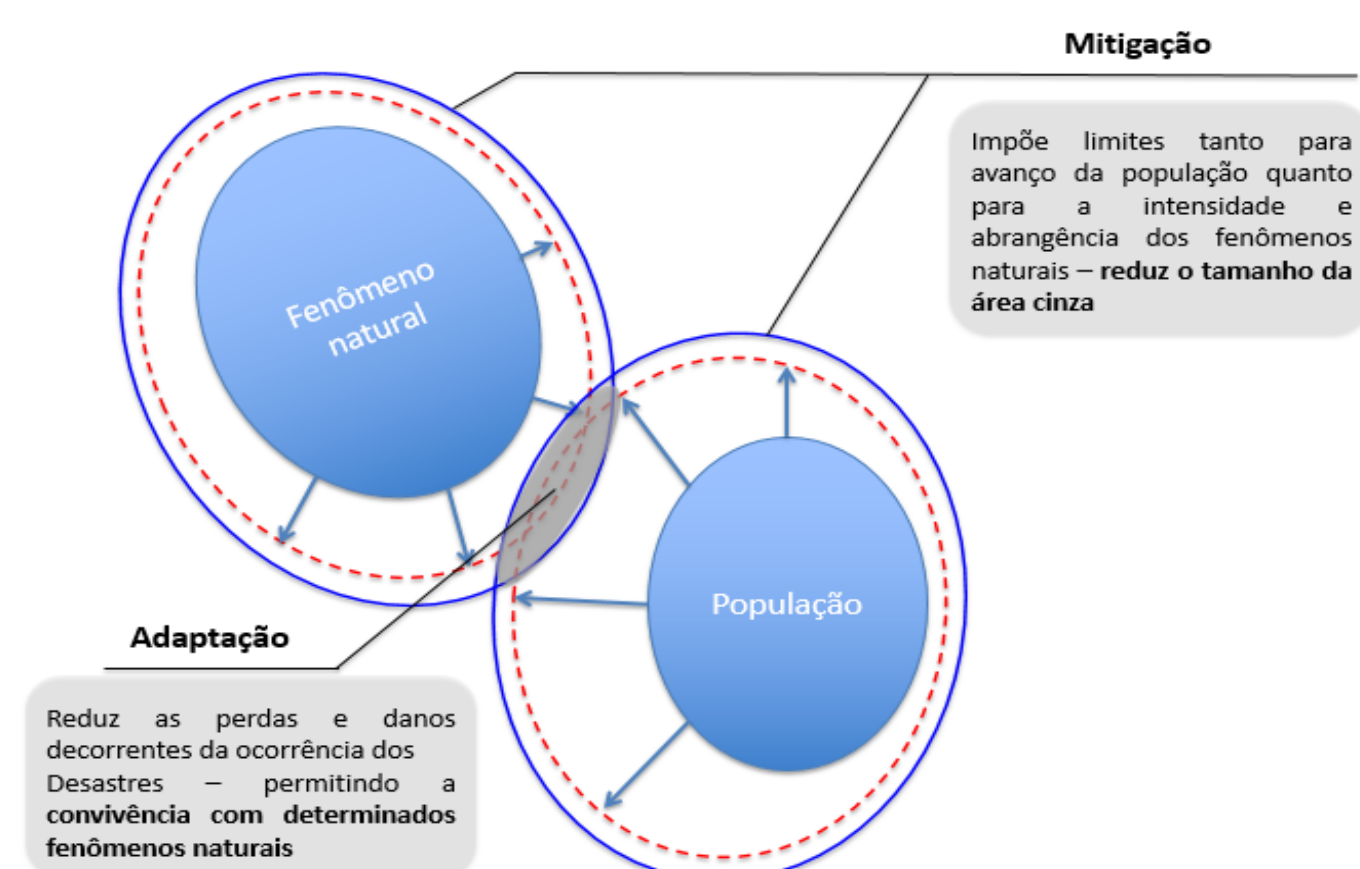 Mitigação
Impõe limites tanto para
avanço da população quanto
para a intensidade e
abrangência dos fenômenos
naturais – reduz o tamanho da
área cinza
Fenômeno
natural
População
Adaptação
Reduz as perdas e danos
decorrentes da ocorrência dos
Desastres – permitindo a
convivência com determinados
fenômenos naturais